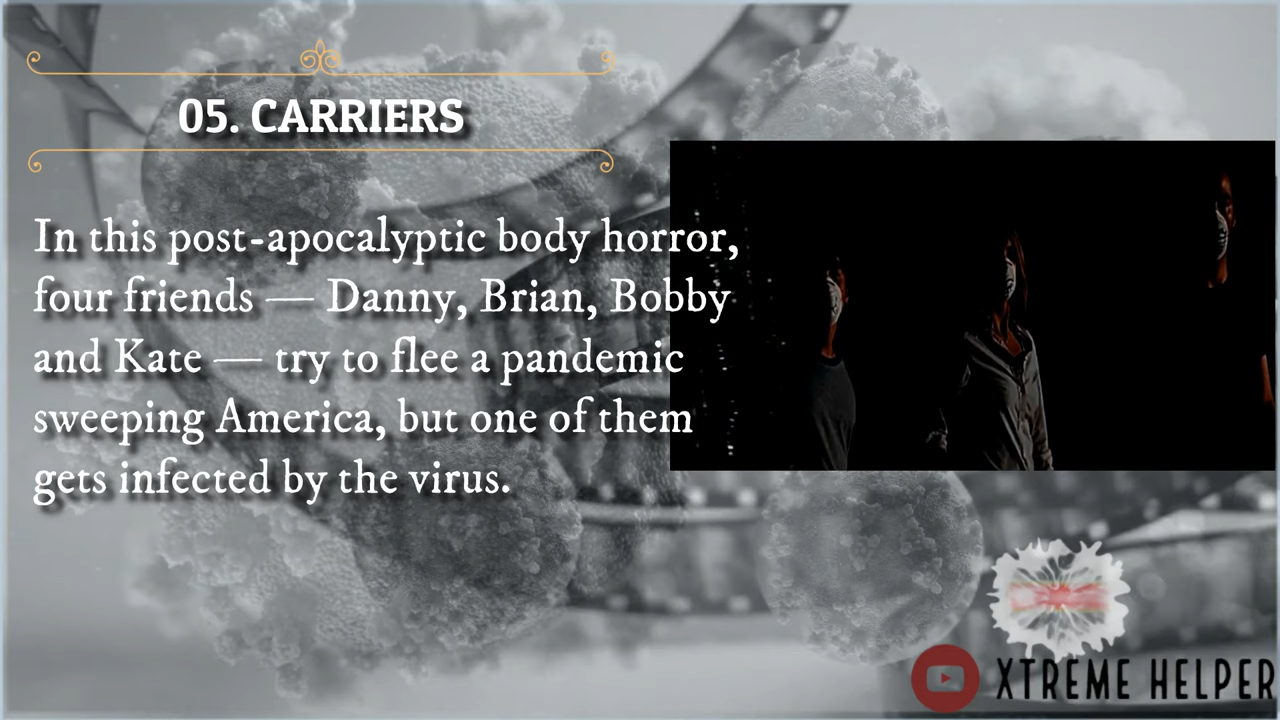 05. CARRIERS
In this post-apocalyptic body horror,
four friends — Danny, Brian, Bobby
and Kate — try to flee a pandemic
sweeping America, but one of them
gets infected by the virus.
XTREME HELPER